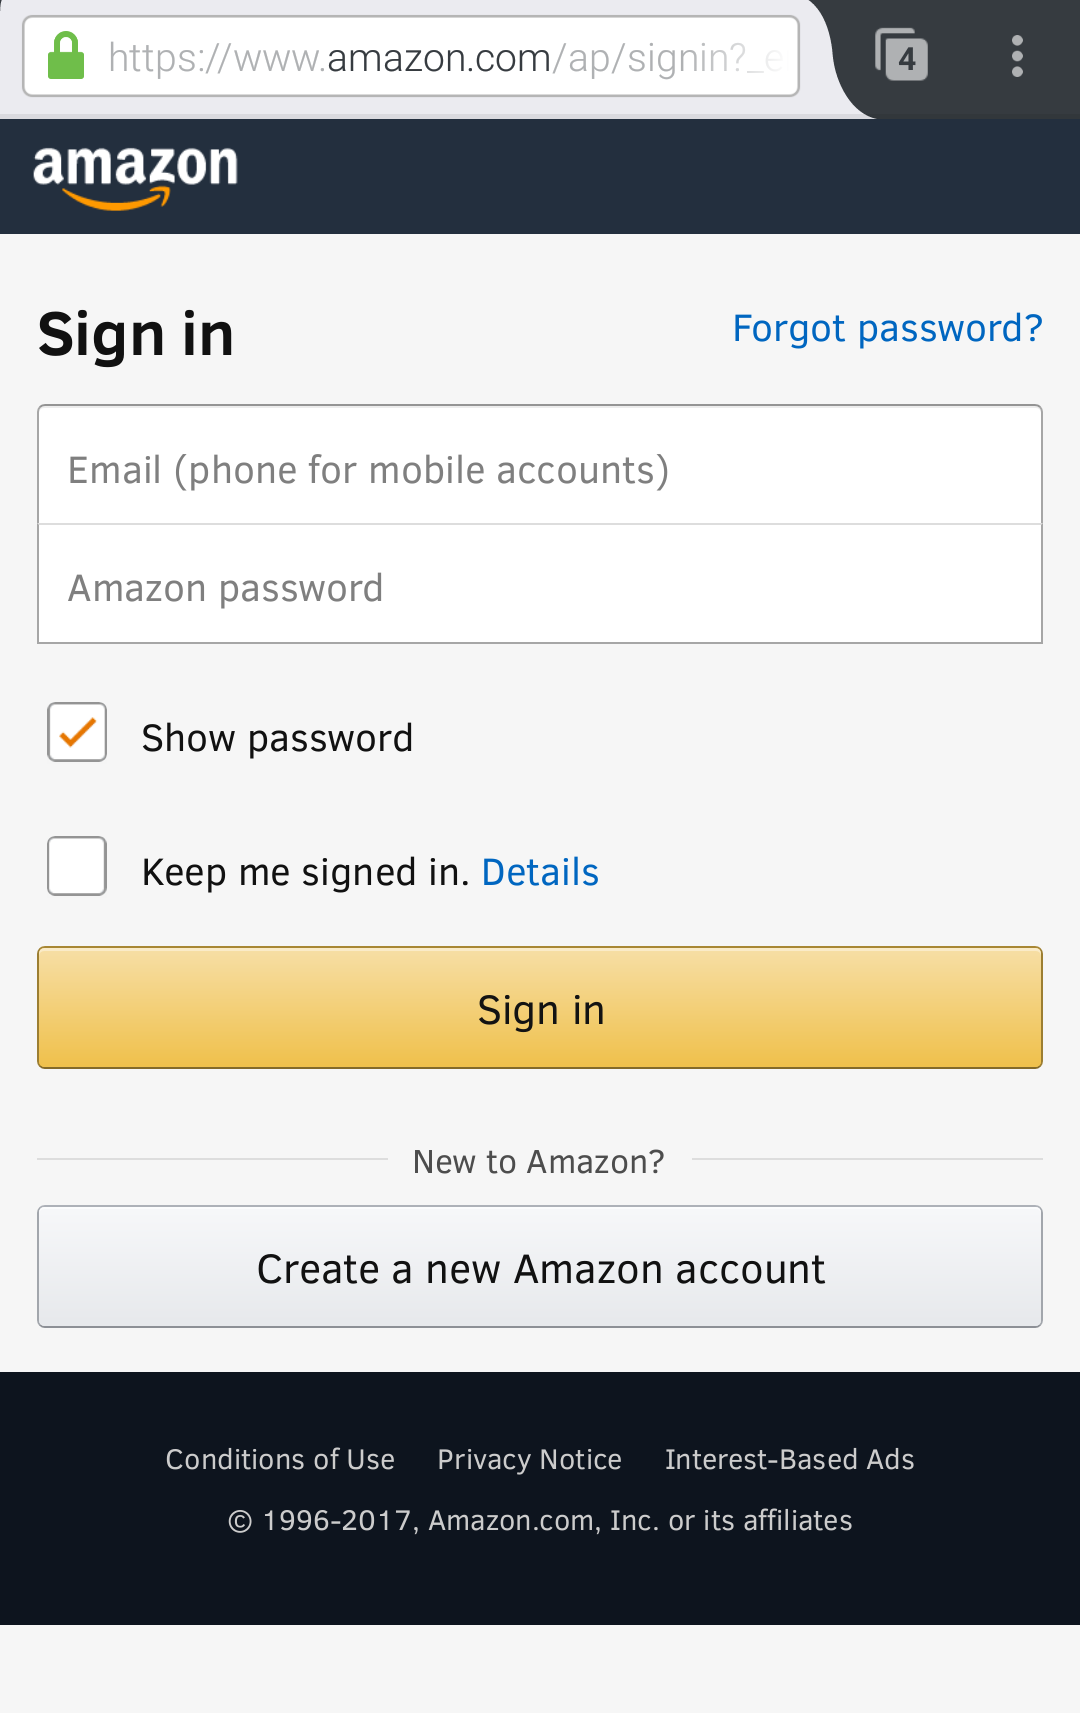 https://www.amazon.com/ap/signin?_e
4
amazon
Sign in
Forgot password?
Email (phone for mobile accounts)
Amazon password
Show password
Keep me signed in. Details
Sign in
New to Amazon?
Create a new Amazon account
Conditions of Use Privacy Notice Interest-Based Ads
© 1996-2017, Amazon.com, Inc. or its affiliates